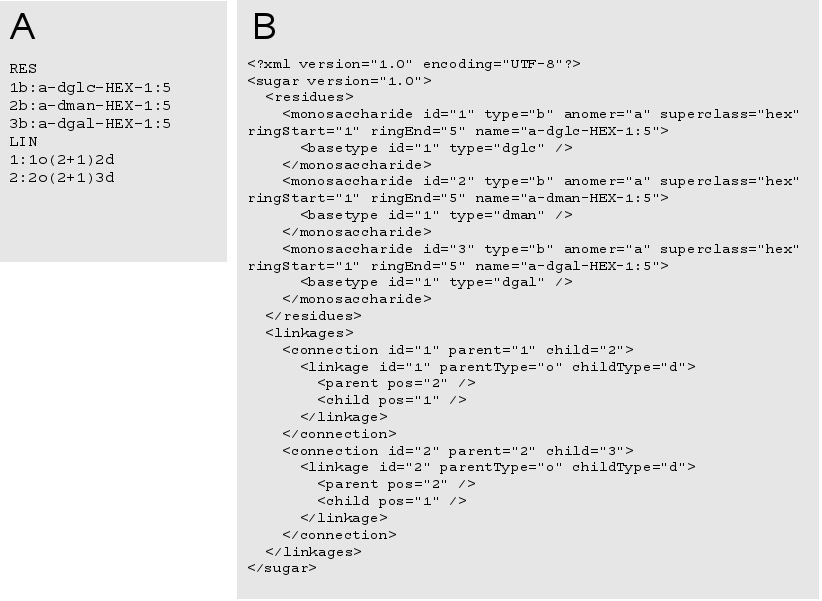 A
RES
1b:a-dglc-HEX-1:5
2b:a-dman-HEX-1:5
3b:a-dgal-HEX-1:5
LIN
1:1o(2+1)2d
2:2o(2+1)3d
B
<?xml version="1.0" encoding="UTF-8"?>
<sugar version="1.0">
  <residues>
    <monosaccharide id="1" type="b" anomer="a" superclass="hex"
ringStart="1" ringEnd="5" name="a-dglc-HEX-1:5">
      <basetype id="1" type="dglc" />
    </monosaccharide>
    <monosaccharide id="2" type="b" anomer="a" superclass="hex"
ringStart="1" ringEnd="5" name="a-dman-HEX-1:5">
      <basetype id="1" type="dman" />
    </monosaccharide>
    <monosaccharide id="3" type="b" anomer="a" superclass="hex"
ringStart="1" ringEnd="5" name="a-dgal-HEX-1:5">
      <basetype id="1" type="dgal" />
    </monosaccharide>
  </residues>
  <linkages>
    <connection id="1" parent="1" child="2">
      <linkage id="1" parentType="o" childType="d">
        <parent pos="2" />
        <child pos="1" />
      </linkage>
    </connection>
    <connection id="2" parent="2" child="3">
      <linkage id="2" parentType="o" childType="d">
        <parent pos="2" />
        <child pos="1" />
      </linkage>
    </connection>
  </linkages>
</sugar>